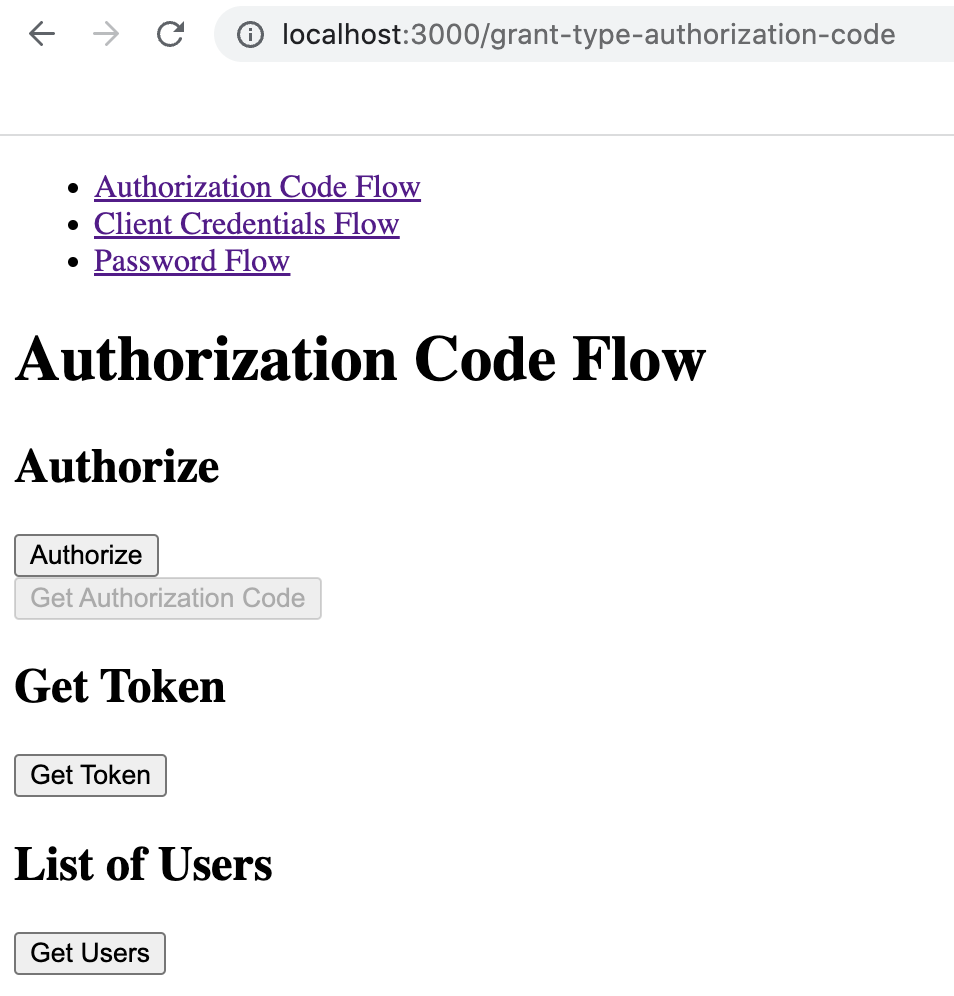 localhost:3000/grant-type-authorization-code
Authorization Code Flow
Client Credentials Flow
Password Flow
Authorization Code Flow
Authorize
Authorize
Get Authorization Code
Get Token
Get Token
List of Users
Get Users